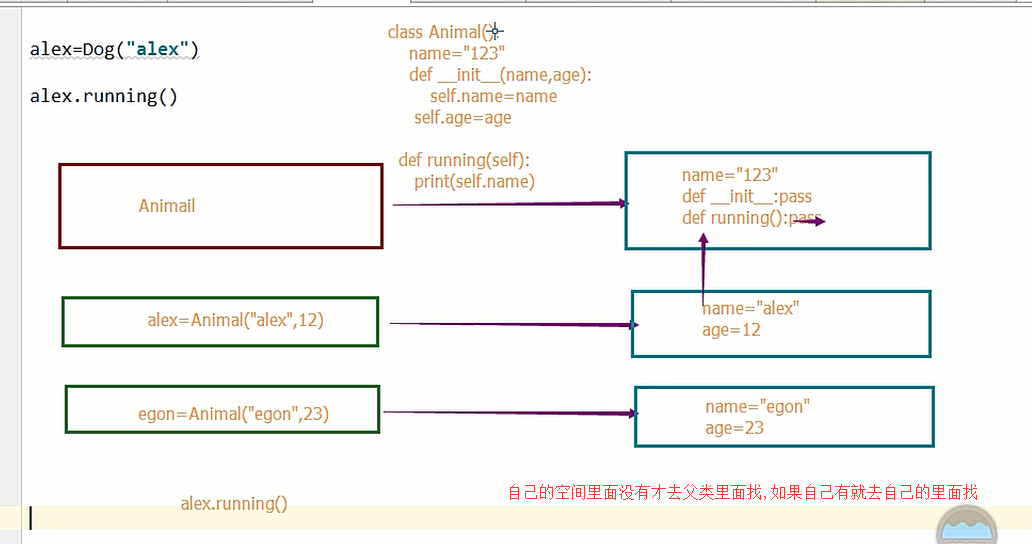 alex=Dog("alex")
alex.running()
class Animal():
name="123"
def __init__(name,age):
self.name=name
self.age=age
def running(self):
print(self.name)
Animail
name="123"
def __init__:pass
def running():pass
alex=Animal("alex",12)
name="alex"
age=12
egon=Animal("egon",23)
name="egon"
age=23
alex.running()
自己的空间里面没有才去父类里面找,如果自己有就去自己的里面找